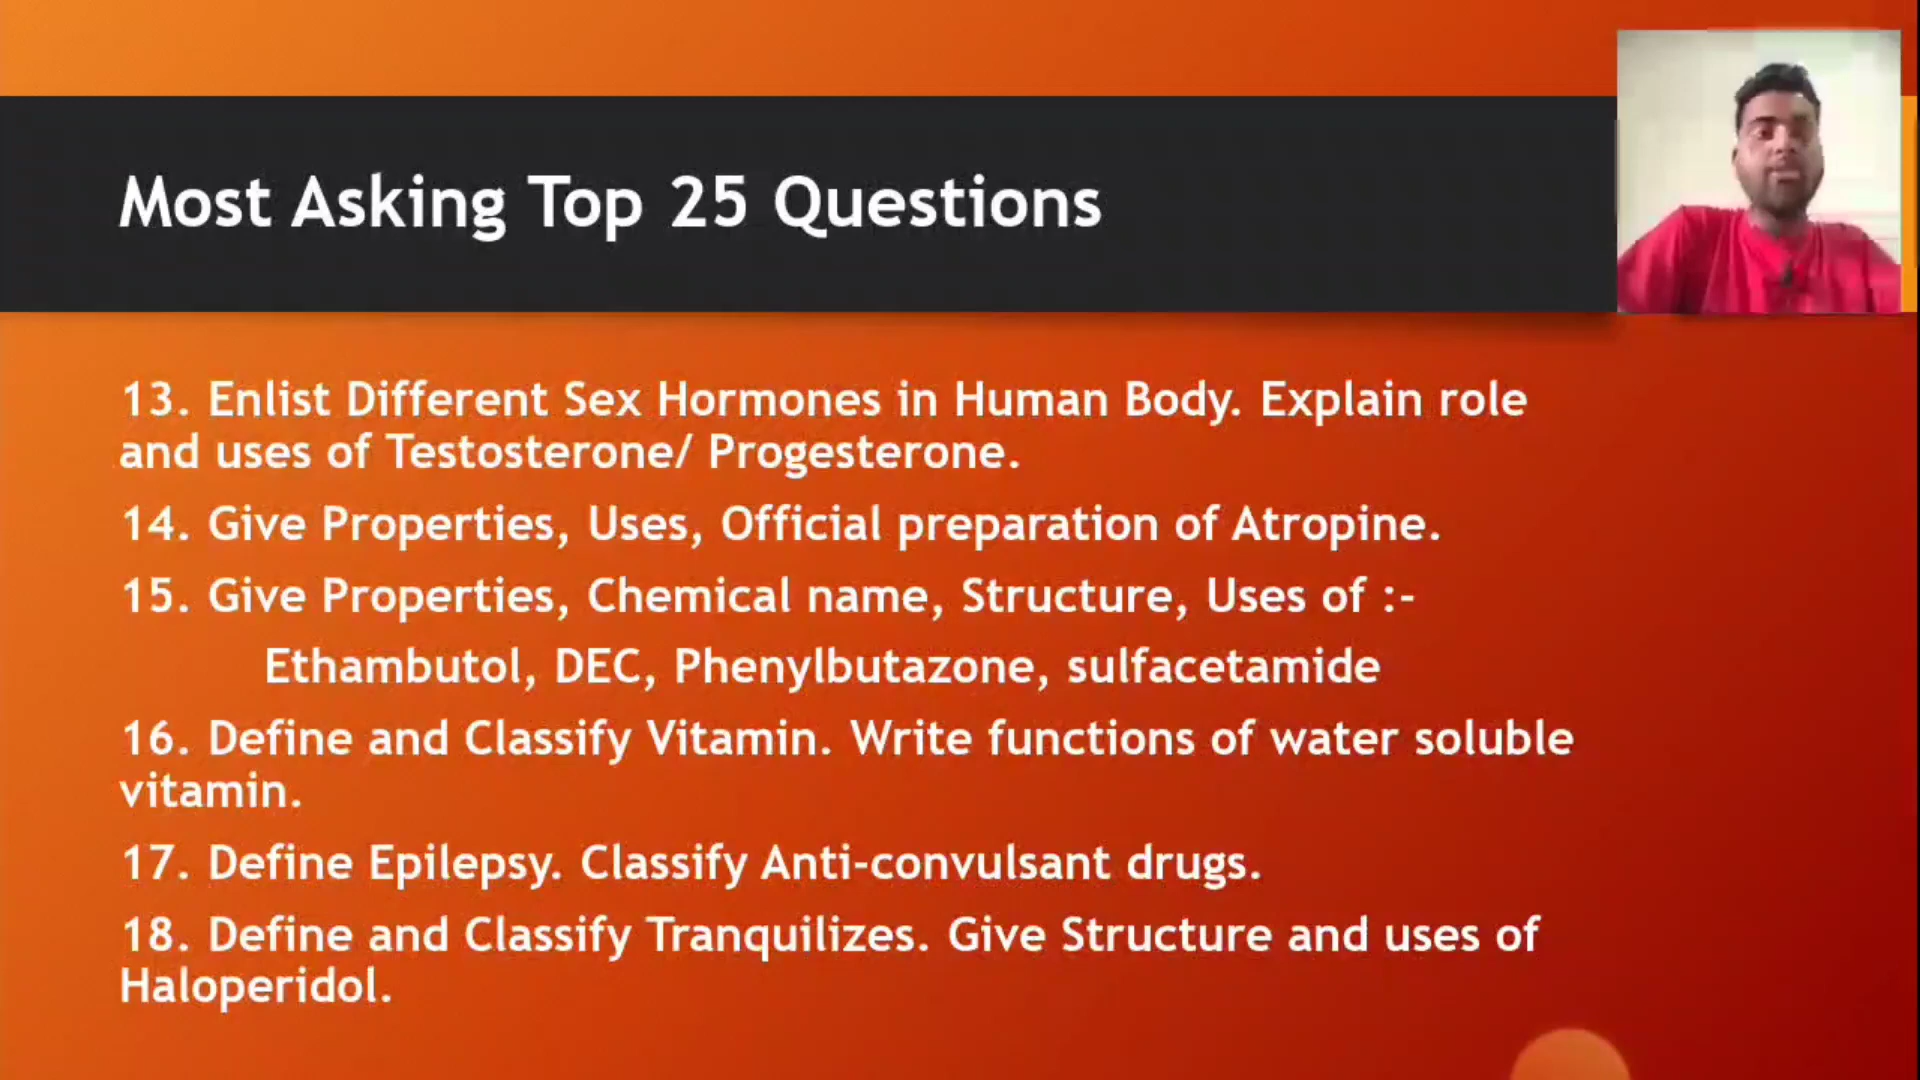 Most Asking Top 25 Questions
13. Enlist Different Sex Hormones in Human Body. Explain role
and uses of Testosterone/ Progesterone.
14. Give Properties, Uses, Official preparation of Atropine.
15. Give Properties, Chemical name, Structure, Uses of :-
Ethambutol, DEC, Phenylbutazone, sulfacetamide
16. Define and Classify Vitamin. Write functions of water soluble
vitamin.
17. Define Epilepsy. Classify Anti-convulsant drugs.
18. Define and Classify Tranquilizes. Give Structure and uses of
Haloperidol.